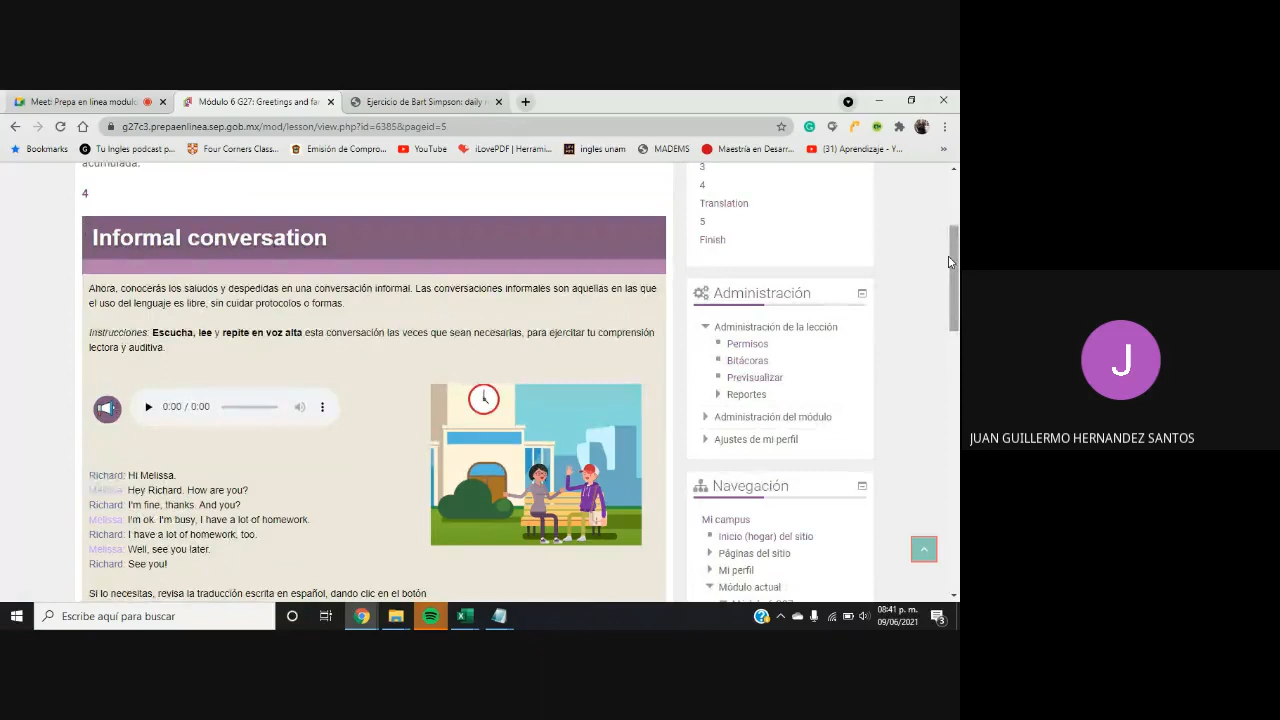 Meet: Prepa en linea modulo
Módulo 6 G27: Greetings and fa
Ejercicio de Bart Simpson: daily r
g27c3.prepaenlinea.sep.gob.mx/mod/lesson/view.php?id=6385&pageid=5
Bookmarks
Tu Ingles podcast p...
Four Corners Class...
Emisión de Compro...
YouTube
iLovePDF | Herrami...
ingles unam
MADEMS
Maestría en Desarr...
(31) Aprendizaje - Y...
»
acumulada.
4
Informal conversation
Ahora, conocerás los saludos y despedidas en una conversación informal. Las conversaciones informales son aquellas en las que
el uso del lenguaje es libre, sin cuidar protocolos o formas.
Instrucciones: Escucha, lee y repite en voz alta esta conversación las veces que sean necesarias, para ejercitar tu comprensión
lectora y auditiva.
0:00 / 0:00
Richard: Hi Melissa.
Melissa: Hey Richard. How are you?
Richard: I'm fine, thanks. And you?
Melissa: I'm ok. I'm busy, I have a lot of homework.
Richard: I have a lot of homework, too.
Melissa: Well, see you later.
Richard: See you!
Si lo necesitas, revisa la traducción escrita en español, dando clic en el botón
3
4
Translation
5
Finish
Administración
Administración de la lección
Permisos
Bitácoras
Previsualizar
Reportes
Administración del módulo
Ajustes de mi perfil
Navegación
Mi campus
Inicio (hogar) del sitio
Páginas del sitio
Mi perfil
Módulo actual
J
JUAN GUILLERMO HERNANDEZ SANTOS
Escribe aquí para buscar
08:41 p. m.
09/06/2021
3